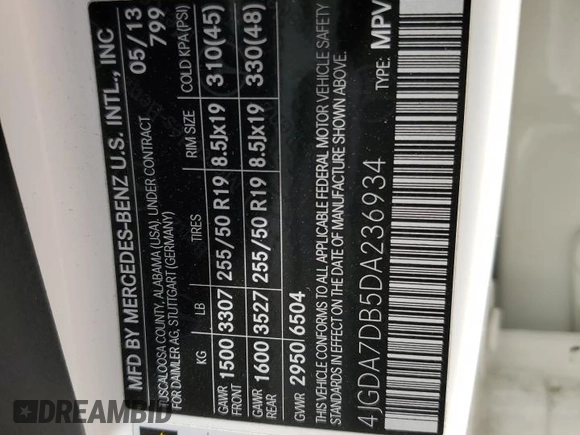 MFD BY MERCEDES-BENZ U.S. INTL., INC
TUSCALOOSA COUNTY, ALABAMA (USA), UNDER CONTRACT 05/13
FOR DAIMLER AG, STUTTGART (GERMANY) 799
KG LB TIRES RIM SIZE COLD KPA (PSI)
GAWR FRONT 1500 3307 255/50 R19 8.5Jx19 310(45)
GAWR REAR 1600 3527 255/50 R19 8.5Jx19 330(48)
GVWR 2950/6504
THIS VEHICLE CONFORMS TO ALL APPLICABLE FEDERAL MOTOR VEHICLE SAFETY
STANDARDS IN EFFECT ON THE DATE OF MANUFACTURE SHOWN ABOVE.
4JGDA7DB5DA236934 TYPE: MPV
DREAMBID